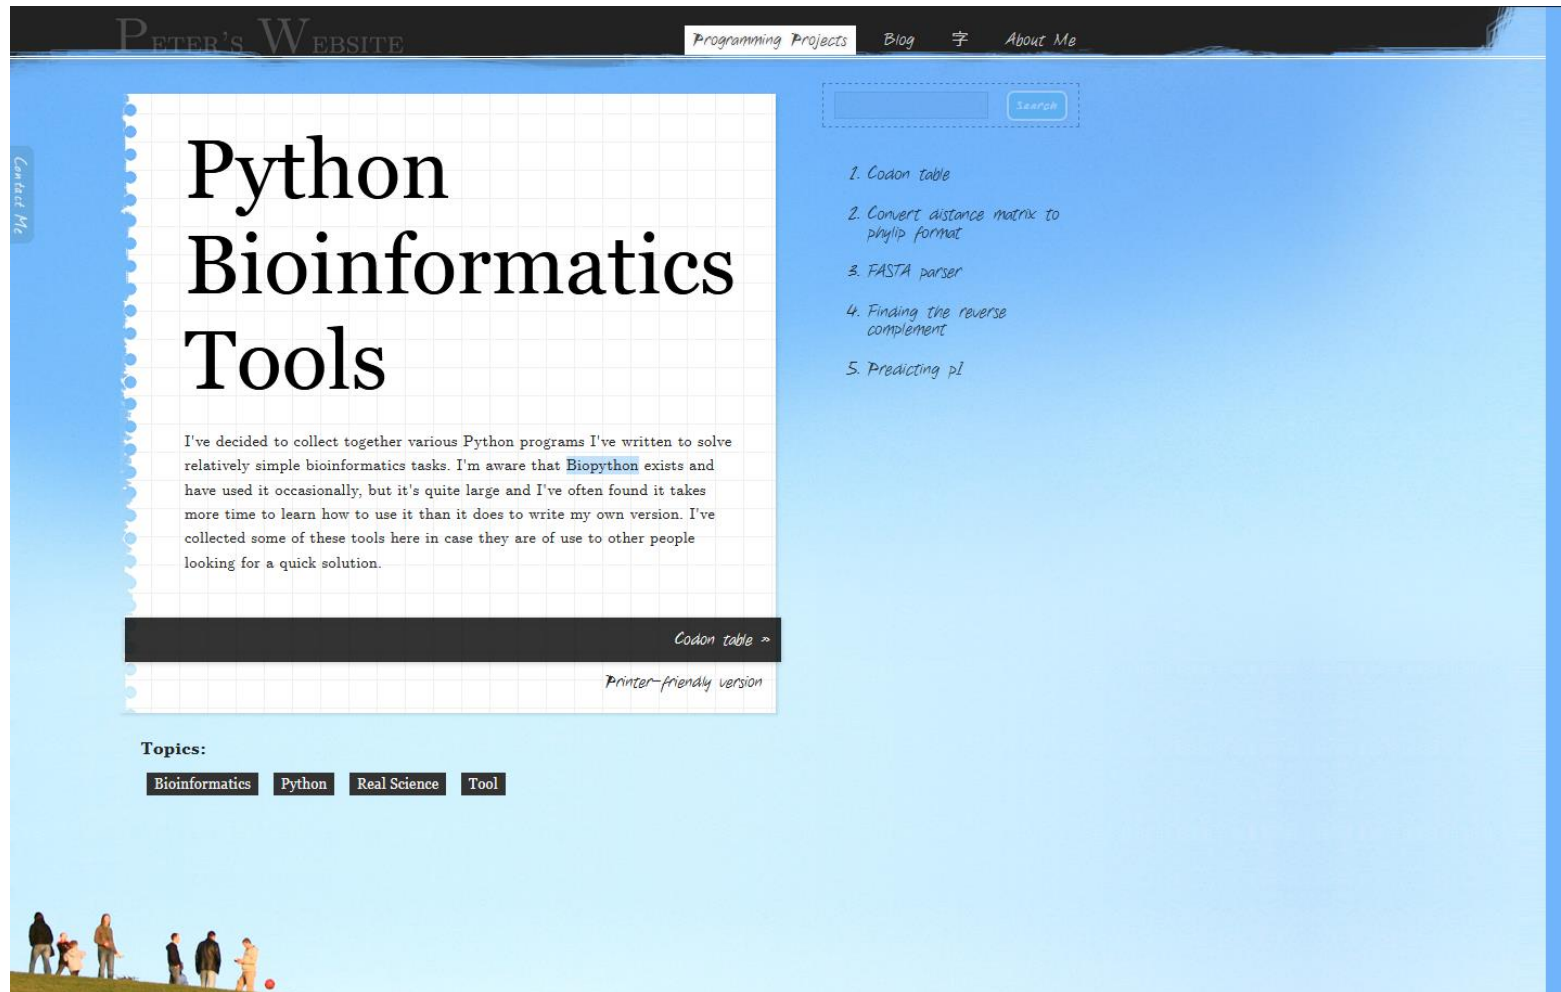 Peter's Website
Programming Projects
Blog
字
About Me
Search
Contact Me
Python
Bioinformatics
Tools
I've decided to collect together various Python programs I've written to solve
relatively simple bioinformatics tasks. I'm aware that Biopython exists and
have used it occasionally, but it's quite large and I've often found it takes
more time to learn how to use it than it does to write my own version. I've
collected some of these tools here in case they are of use to other people
looking for a quick solution.
Codon table »
Printer-friendly version
1. Codon table
2. Convert distance matrix to
phylip format
3. FASTA parser
4. Finding the reverse
complement
5. Predicting pI
Topics:
Bioinformatics
Python
Real Science
Tool